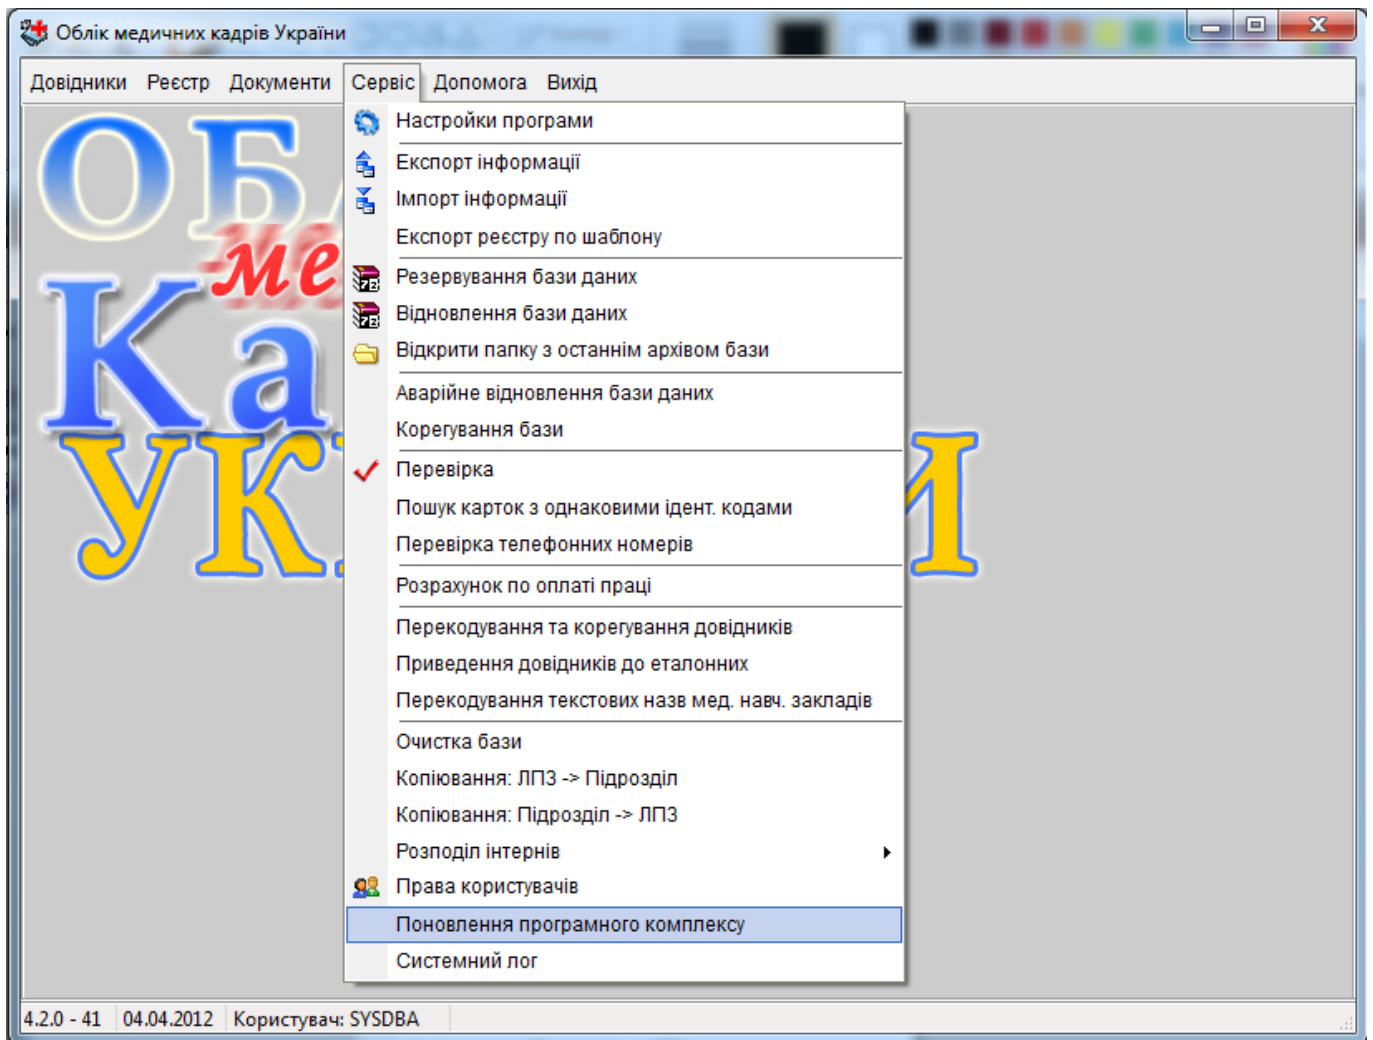 Облік медичних кадрів України
Довідники Реєстр Документи Сервіс Допомога Вихід
Настройки програми
Експорт інформації
Імпорт інформації
Експорт реєстру по шаблону
Резервування бази даних
Відновлення бази даних
Відкрити папку з останнім архівом бази
Аварійне відновлення бази даних
Корегування бази
Перевірка
Пошук карток з однаковими ідент. кодами
Перевірка телефонних номерів
Розрахунок по оплаті праці
Перекодування та корегування довідників
Приведення довідників до еталонних
Перекодування текстових назв мед. навч. закладів
Очистка бази
Копіювання: ЛПЗ -> Підрозділ
Копіювання: Підрозділ -> ЛПЗ
Розподіл інтернів
Права користувачів
Поновлення програмного комплексу
Системний лог
4.2.0 - 41 04.04.2012 Користувач: SYSDBA